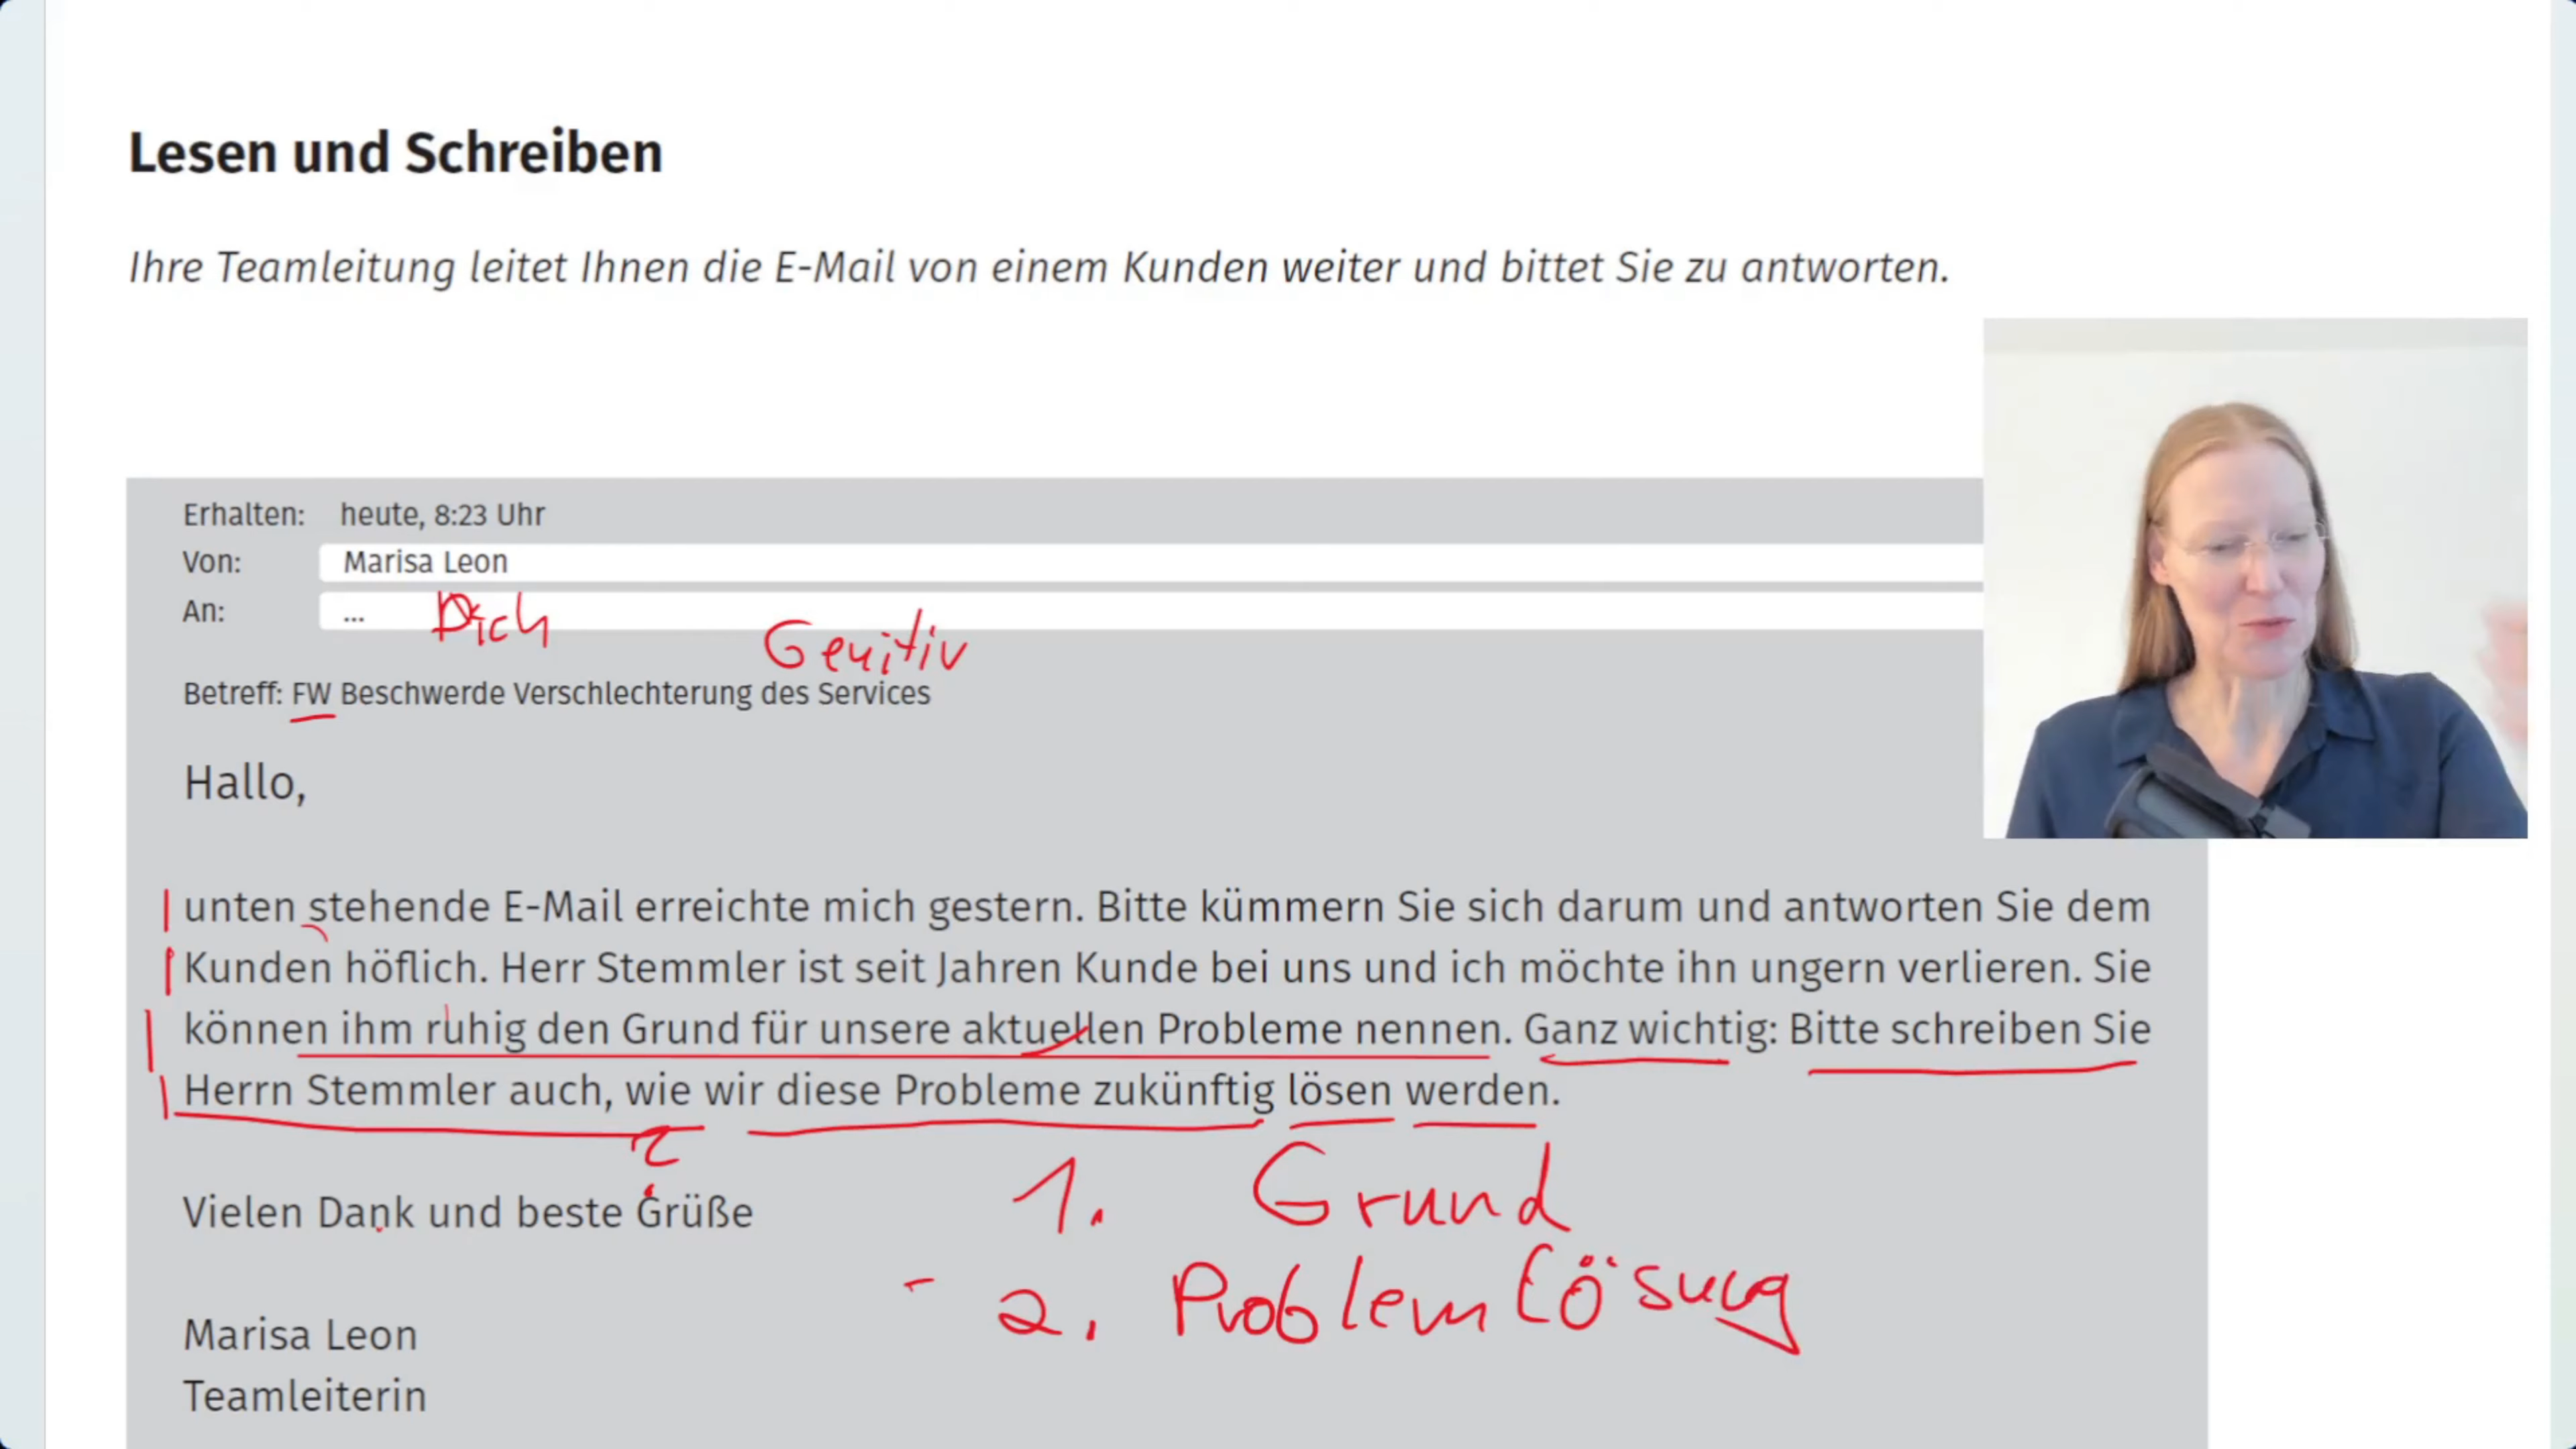 Lesen und Schreiben
Ihre Teamleitung leitet Ihnen die E-Mail von einem Kunden weiter und bittet Sie zu antworten.
Erhalten: heute, 8:23 Uhr
Von: Marisa Leon
An: ... Dich
Genitiv
Betreff: FW Beschwerde Verschlechterung des Services
Hallo,
unten stehende E-Mail erreichte mich gestern. Bitte kümmern Sie sich darum und antworten Sie dem
Kunden höflich. Herr Stemmler ist seit Jahren Kunde bei uns und ich möchte ihn ungern verlieren. Sie
können ihm ruhig den Grund für unsere aktuellen Probleme nennen. Ganz wichtig: Bitte schreiben Sie
Herrn Stemmler auch, wie wir diese Probleme zukünftig lösen werden.
1. Grund
Vielen Dank und beste Grüße
2. Problemlösung
Marisa Leon
Teamleiterin